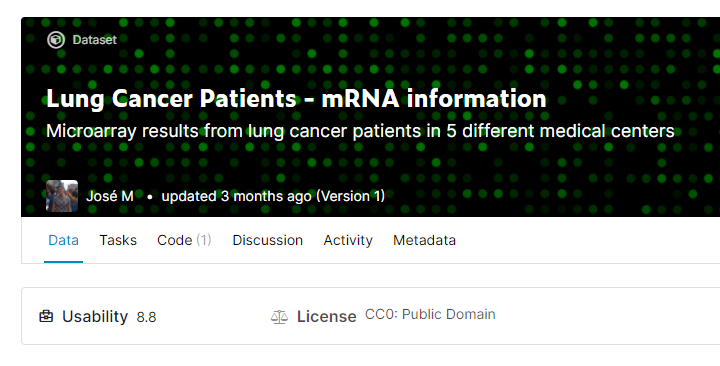 Dataset
Lung Cancer Patients - mRNA information
Microarray results from lung cancer patients in 5 different medical centers
José M • updated 3 months ago (Version 1)
Data Tasks Code (1) Discussion Activity Metadata
Usability 8.8 License CC0: Public Domain